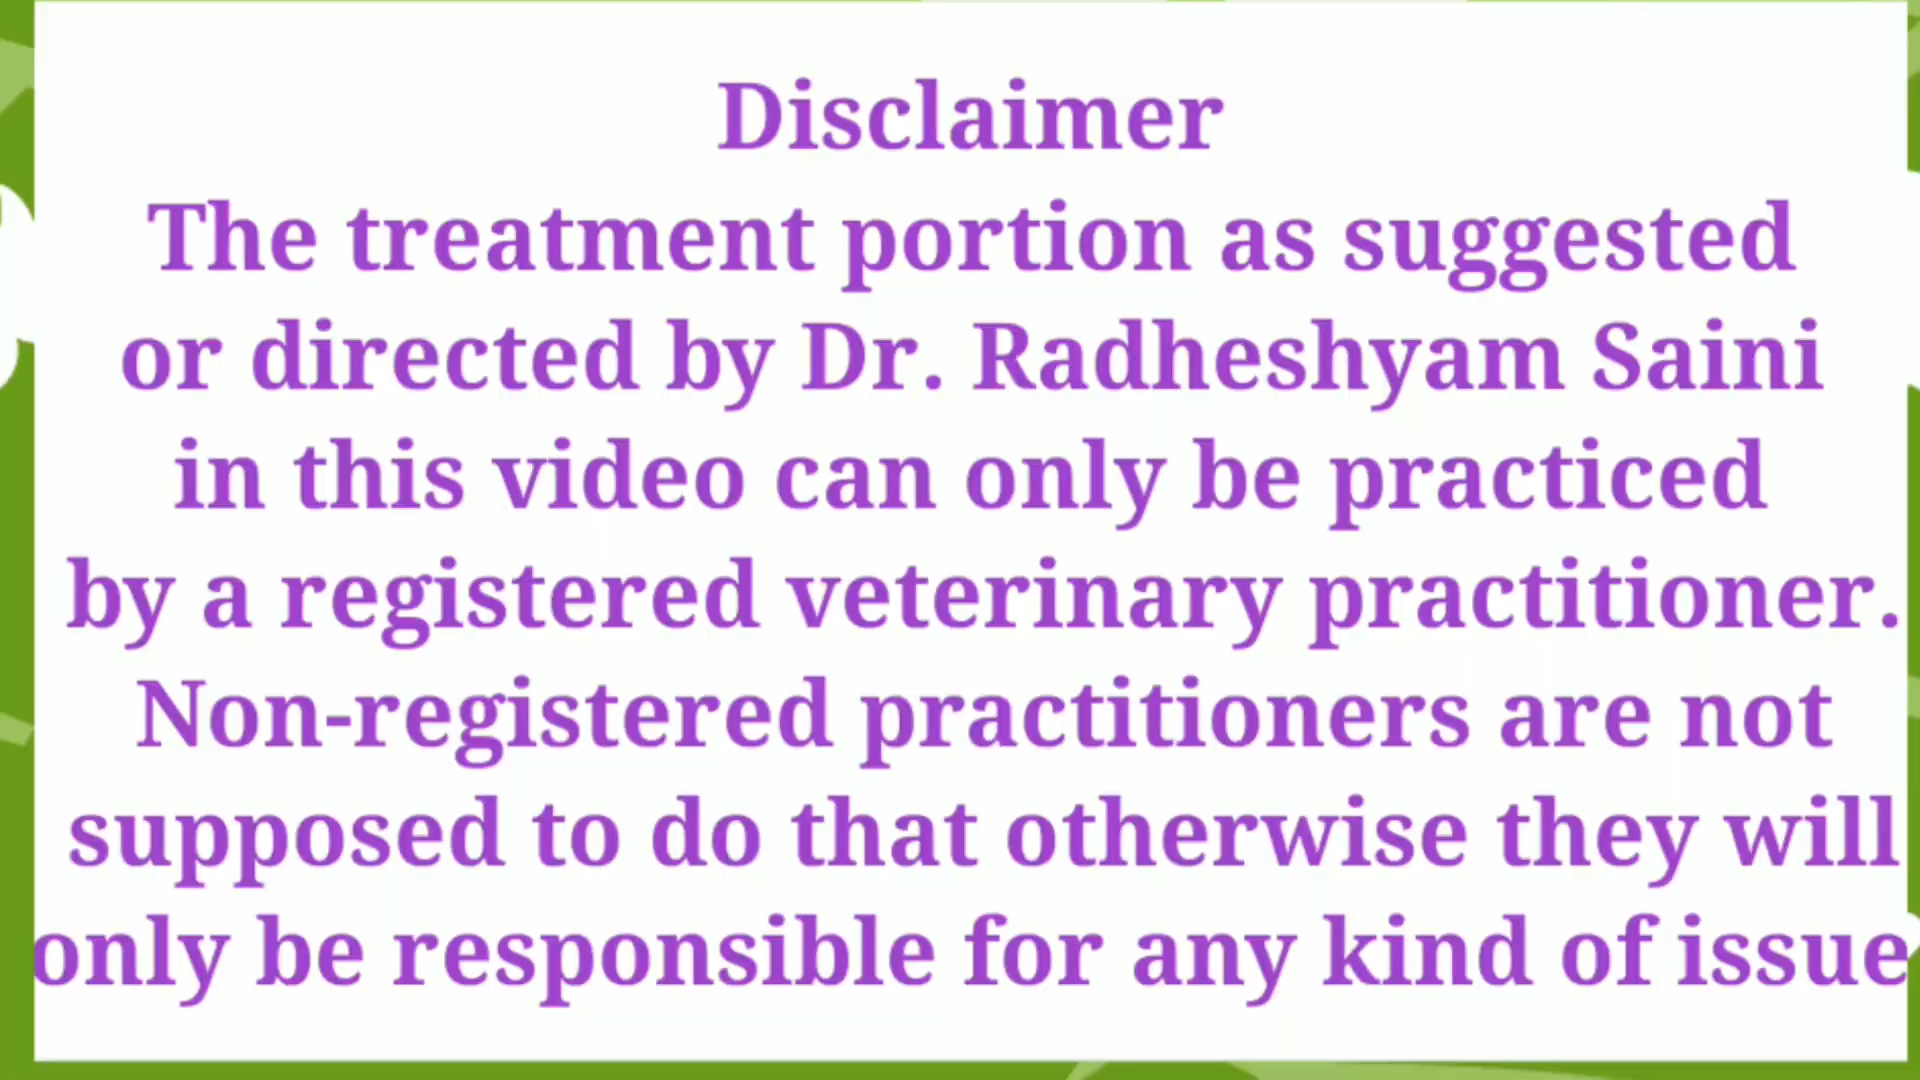 Disclaimer
The treatment portion as suggested
or directed by Dr. Radheshyam Saini
in this video can only be practiced
by a registered veterinary practitioner.
Non-registered practitioners are not
supposed to do that otherwise they will
only be responsible for any kind of issue